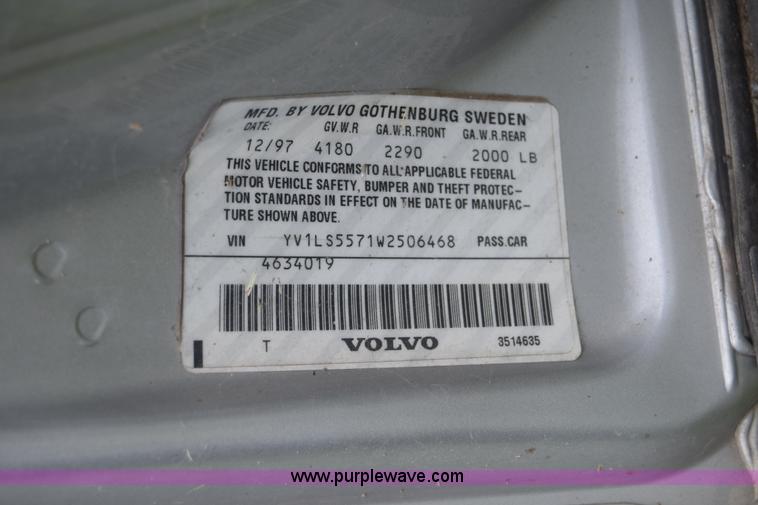 MFD. BY VOLVO GOTHENBURG SWEDEN
DATE: GV.W.R GA.W.R.FRONT GA.W.R.REAR
12/97 4180 2290 2000 LB
THIS VEHICLE CONFORMS TO ALL APPLICABLE FEDERAL
MOTOR VEHICLE SAFETY, BUMPER AND THEFT PROTEC-
TION STANDARDS IN EFFECT ON THE DATE OF MANUFAC-
TURE SHOWN ABOVE.
VIN YV1LS5571W2506468 PASS.CAR
4634019
T VOLVO 3514635
www.purplewave.com